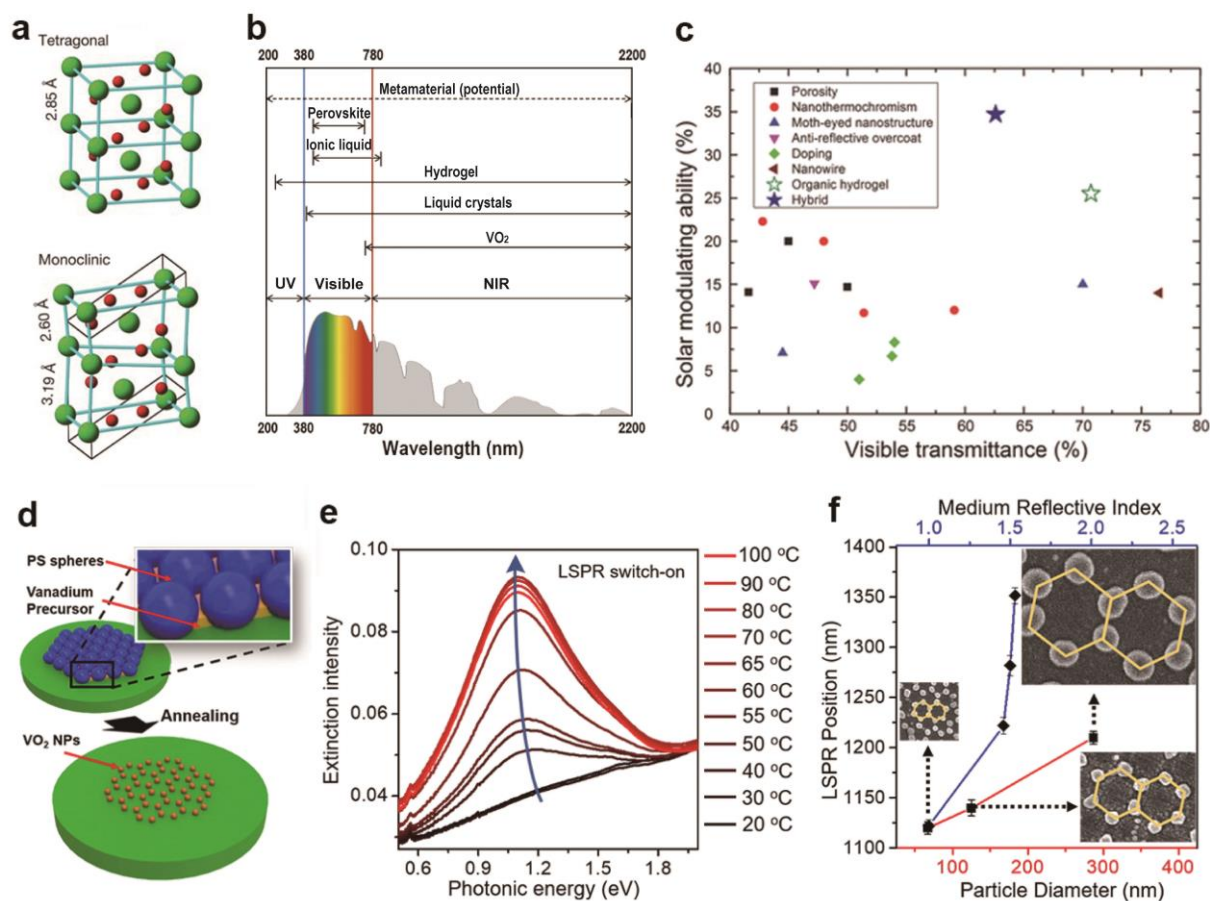 a
Tetragonal
2.85 Å
Monoclinic
2.60 Å
3.19 Å
b
200 380 780 2200
Metamaterial (potential)
Perovskite
Ionic liquid
Hydrogel
Liquid crystals
VO₂
UV Visible NIR
200 380 780 2200
Wavelength (nm)
c
Solar modulating ability (%)
40
35
30
25
20
15
10
5
0
Porosity
Nanothermochromism
Moth-eyed nanostructure
Anti-reflective overcoat
Doping
Nanowire
Organic hydrogel
Hybrid
40 45 50 55 60 65 70 75 80
Visible transmittance (%)
d
PS spheres
Vanadium
Precursor
Annealing
VO₂ NPs
e
Extinction intensity
0.10
0.08
0.06
0.04
LSPR switch-on
0.6 0.9 1.2 1.5 1.8
Photonic energy (eV)
100 °C
90 °C
80 °C
70 °C
65 °C
60 °C
55 °C
50 °C
40 °C
30 °C
20 °C
f
Medium Reflective Index
1.0 1.5 2.0 2.5
LSPR Position (nm)
1400
1350
1300
1250
1200
1150
1100
100 200 300 400
Particle Diameter (nm)